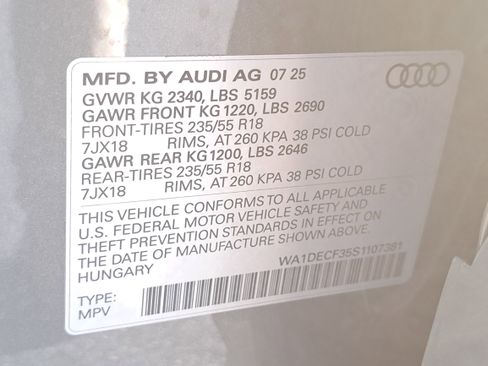 MFD. BY AUDI AG 07 25
GVWR KG 2340, LBS 5159
GAWR FRONT KG 1220, LBS 2690
FRONT-TIRES 235/55 R18
7JX18 RIMS, AT 260 KPA 38 PSI COLD
GAWR REAR KG 1200, LBS 2646
REAR-TIRES 235/55 R18
7JX18 RIMS, AT 260 KPA 38 PSI COLD
THIS VEHICLE CONFORMS TO ALL APPLICABLE
U.S. FEDERAL MOTOR VEHICLE SAFETY AND
THEFT PREVENTION STANDARDS IN EFFECT ON
THE DATE OF MANUFACTURE SHOWN ABOVE.
HUNGARY
WA1DECF35S1107381
TYPE:
MPV